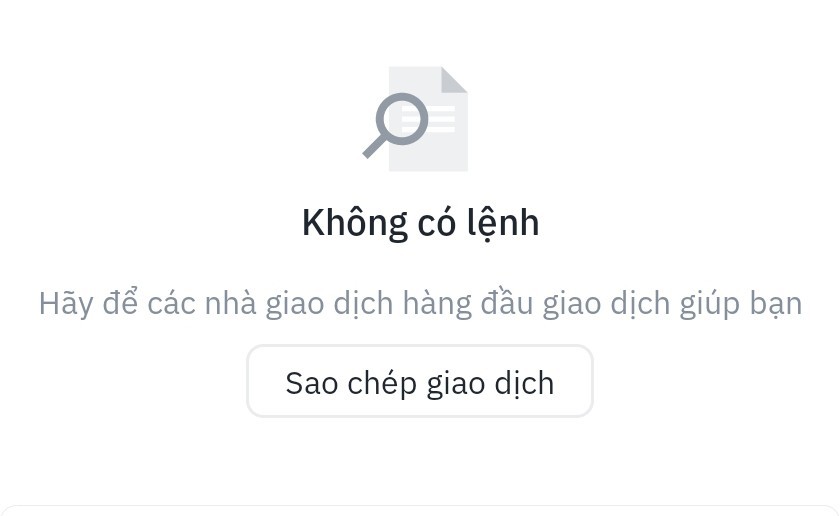 Không có lệnh
Hãy để các nhà giao dịch hàng đầu giao dịch giúp bạn
Sao chép giao dịch